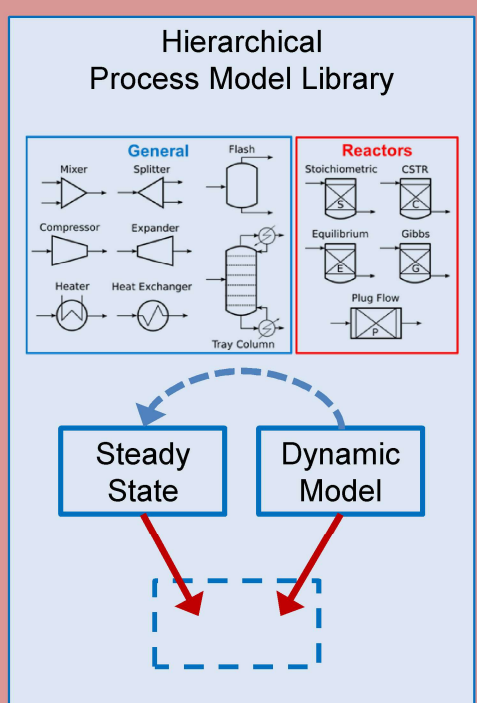 Hierarchical
Process Model Library
General
Mixer
Splitter
Flash
Compressor
Expander
Heater
Heat Exchanger
Tray Column
Reactors
Stoichiometric
CSTR
S
C
Equilibrium
Gibbs
E
G
Plug Flow
P
Steady
State
Dynamic
Model